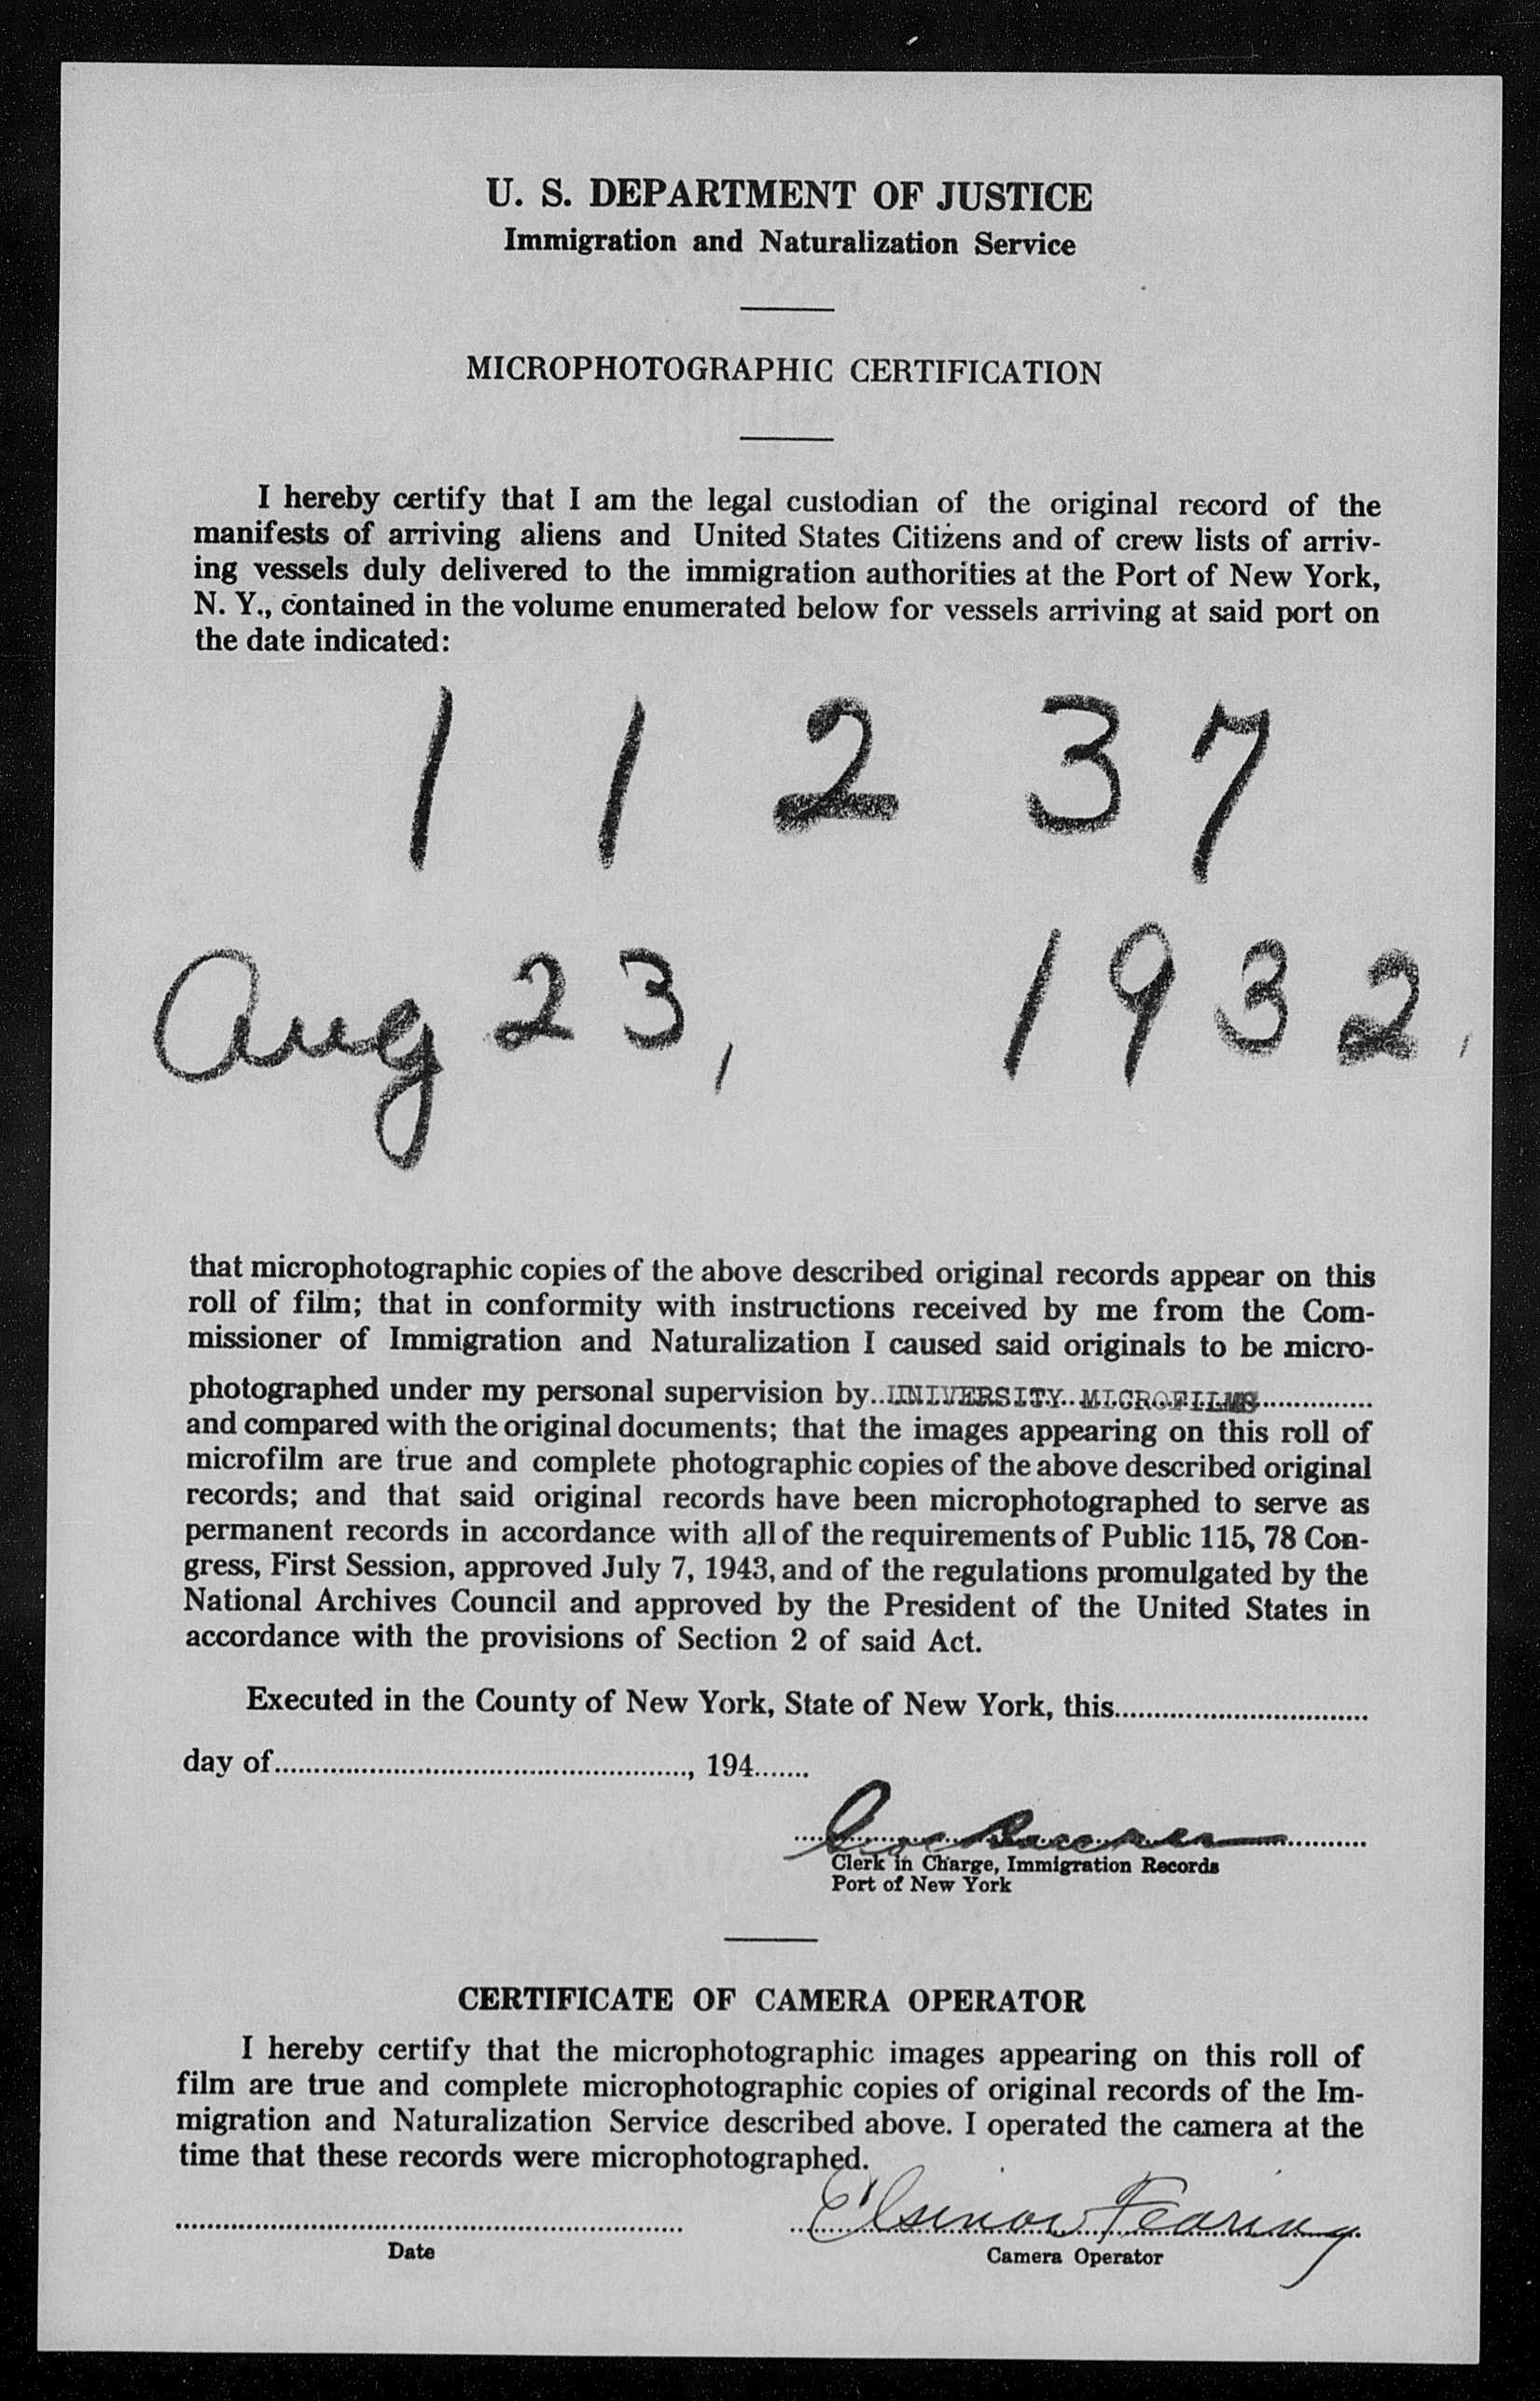 U. S. DEPARTMENT OF JUSTICE
Immigration and Naturalization Service
MICROPHOTOGRAPHIC CERTIFICATION
I hereby certify that I am the legal custodian of the original record of the
manifests of arriving aliens and United States Citizens and of crew lists of arriv-
ing vessels duly delivered to the immigration authorities at the Port of New York,
N. Y., contained in the volume enumerated below for vessels arriving at said port on
the date indicated:
1 1 2 3 7
Aug 23, 1932,
that microphotographic copies of the above described original records appear on this
roll of film; that in conformity with instructions received by me from the Com-
missioner of Immigration and Naturalization I caused said originals to be micro-
photographed under my personal supervision by..UNIVERSITY..MICROFILMS..............
and compared with the original documents; that the images appearing on this roll of
microfilm are true and complete photographic copies of the above described original
records; and that said original records have been microphotographed to serve as
permanent records in accordance with all of the requirements of Public 115, 78 Con-
gress, First Session, approved July 7, 1943, and of the regulations promulgated by the
National Archives Council and approved by the President of the United States in
accordance with the provisions of Section 2 of said Act.
Executed in the County of New York, State of New York, this................................
day of....................................................., 194.......
Clerk in Charge, Immigration Records
Port of New York
CERTIFICATE OF CAMERA OPERATOR
I hereby certify that the microphotographic images appearing on this roll of
film are true and complete microphotographic copies of original records of the Im-
migration and Naturalization Service described above. I operated the camera at the
time that these records were microphotographed.
Fearing
Date
Camera Operator